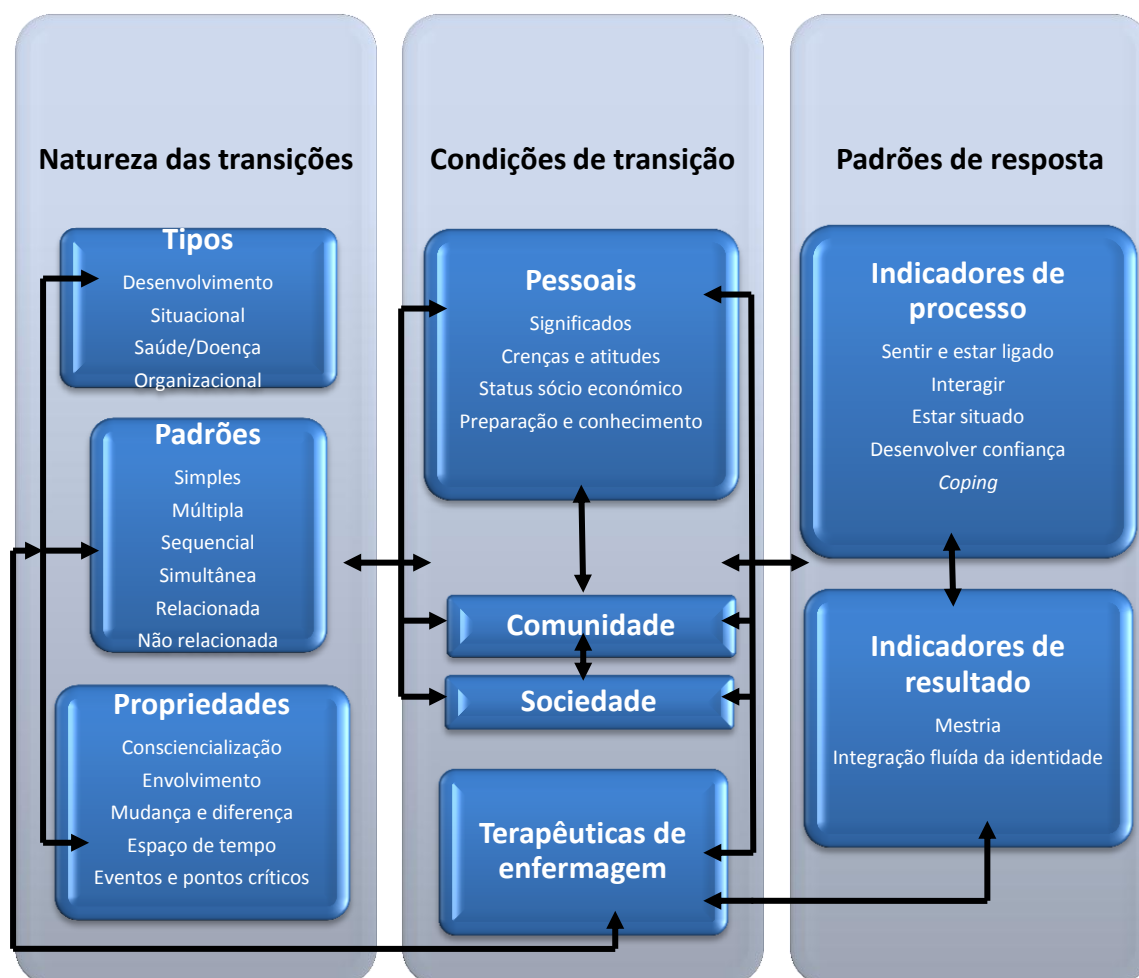 Natureza das transições
Tipos
Desenvolvimento
Situacional
Saúde/Doença
Organizacional
Padrões
Simples
Múltipla
Sequencial
Simultânea
Relacionada
Não relacionada
Propriedades
Consciencialização
Envolvimento
Mudança e diferença
Espaço de tempo
Eventos e pontos críticos
Condições de transição
Pessoais
Significados
Crenças e atitudes
Status sócio económico
Preparação e conhecimento
Comunidade
Sociedade
Terapêuticas de
enfermagem
Padrões de resposta
Indicadores de
processo
Sentir e estar ligado
Interagir
Estar situado
Desenvolver confiança
Coping
Indicadores de
resultado
Mestria
Integração fluída da identidade